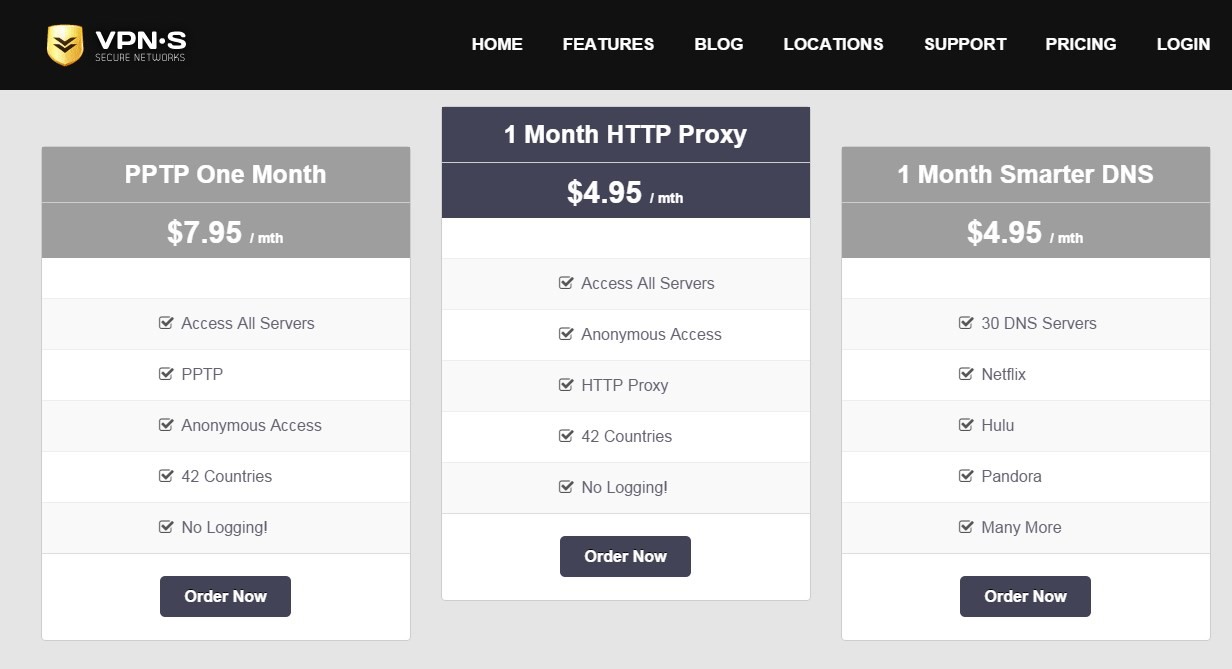 VPN·S
SECURE NETWORKS
HOME FEATURES BLOG LOCATIONS SUPPORT PRICING LOGIN
PPTP One Month
$7.95 / mth
Access All Servers
PPTP
Anonymous Access
42 Countries
No Logging!
Order Now
1 Month HTTP Proxy
$4.95 / mth
Access All Servers
Anonymous Access
HTTP Proxy
42 Countries
No Logging!
Order Now
1 Month Smarter DNS
$4.95 / mth
30 DNS Servers
Netflix
Hulu
Pandora
Many More
Order Now